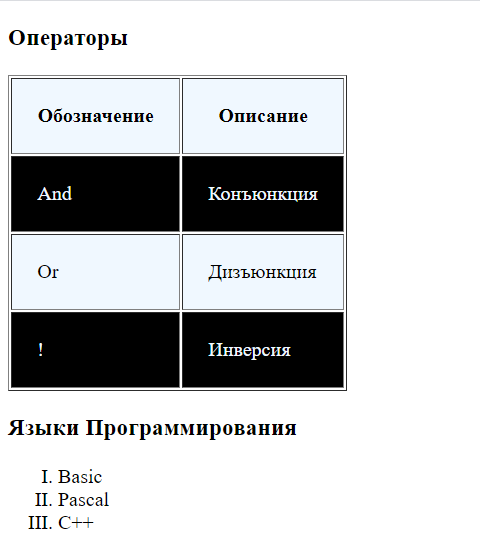 Операторы
Обозначение Описание
And Конъюнкция
Or Дизъюнкция
! Инверсия
Языки Программирования
I. Basic
II. Pascal
III. C++